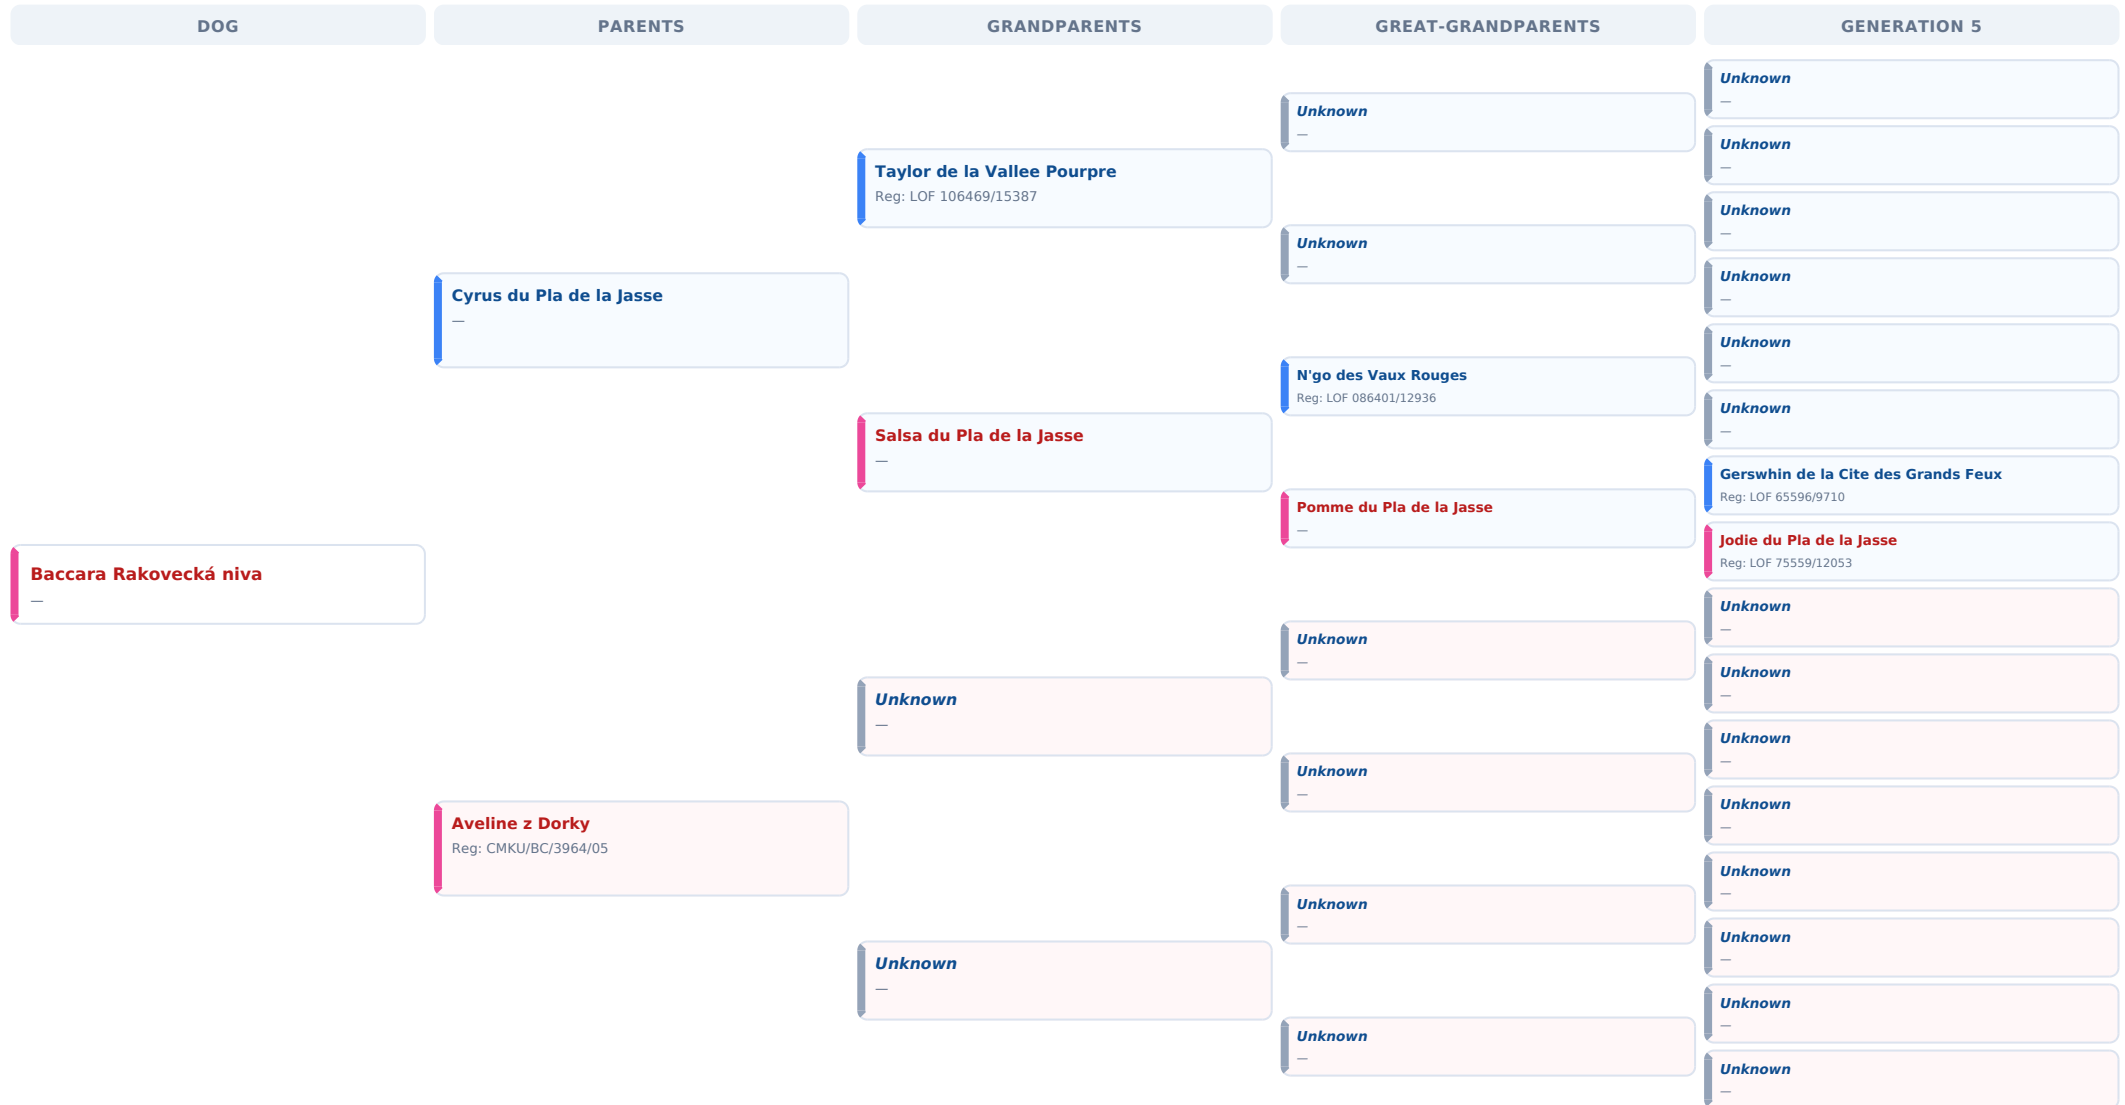 DOG
PARENTS
GRANDPARENTS
GREAT-GRANDPARENTS
GENERATION 5
Baccara Rakovecká niva
—
Cyrus du Pla de la Jasse
—
Aveline z Dorky
Reg: CMKU/BC/3964/05
Taylor de la Vallee Pourpre
Reg: LOF 106469/15387
Salsa du Pla de la Jasse
—
Unknown
—
Unknown
—
Unknown
—
Unknown
—
N'go des Vaux Rouges
Reg: LOF 086401/12936
Pomme du Pla de la Jasse
—
Unknown
—
Unknown
—
Unknown
—
Unknown
—
Unknown
—
Unknown
—
Unknown
—
Unknown
—
Unknown
—
Unknown
—
Gerswhin de la Cite des Grands Feux
Reg: LOF 65596/9710
Jodie du Pla de la Jasse
Reg: LOF 75559/12053
Unknown
—
Unknown
—
Unknown
—
Unknown
—
Unknown
—
Unknown
—
Unknown
—
Unknown
—